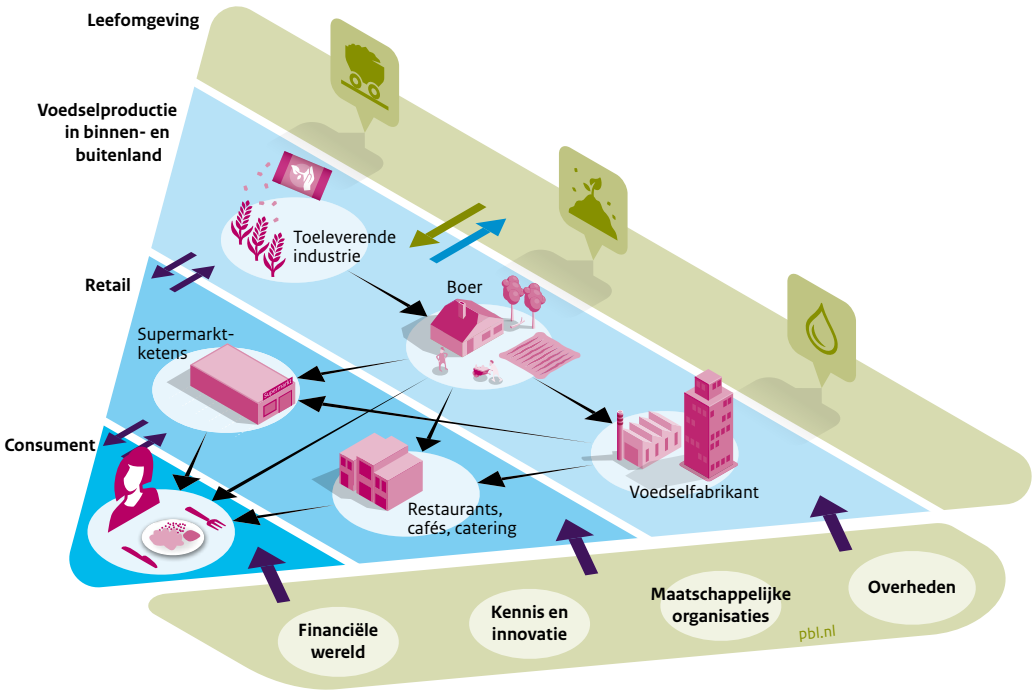 Leefomgeving
Voedselproductie
in binnen- en
buitenland
Toeleverende
industrie
Retail
Boer
Supermarkt-
ketens
Supermarkt
Consument
Voedselfabrikant
Restaurants,
cafés, catering
Financiële
wereld
Kennis en
innovatie
Maatschappelijke
organisaties
Overheden
pbl.nl